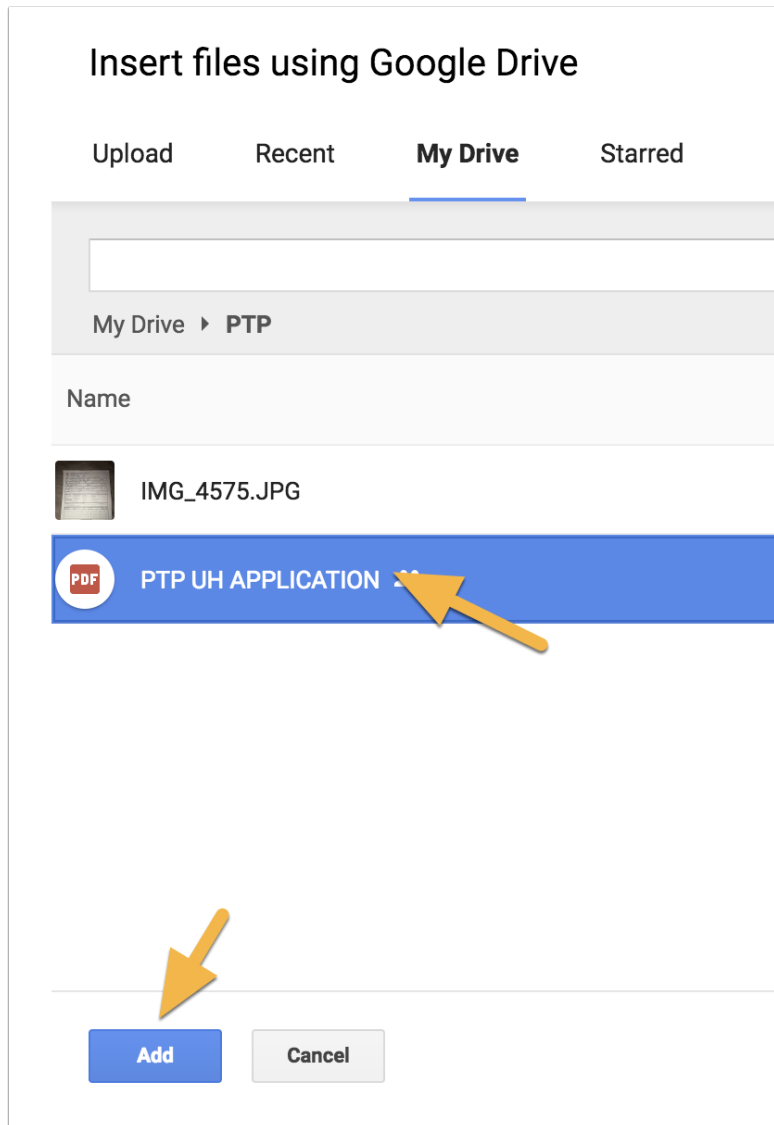 Insert files using Google Drive
Upload Recent My Drive Starred
My Drive PTP
Name
IMG_4575.JPG
PDF PTP UH APPLICATION
Add Cancel